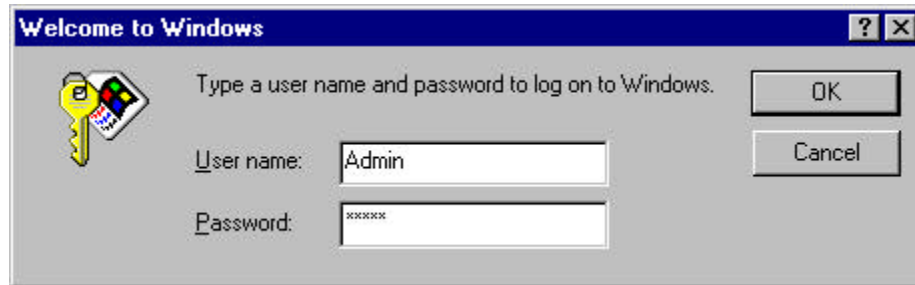 Welcome to Windows
Type a user name and password to log on to Windows.
OK
User name: Admin
Cancel
Password: *****